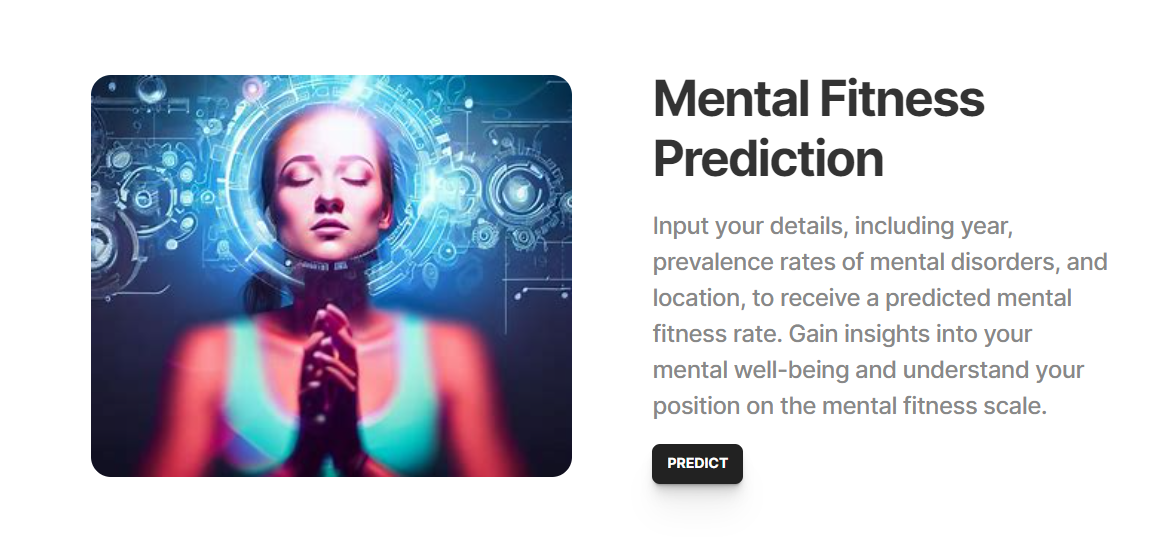 Mental Fitness
Prediction
Input your details, including year,
prevalence rates of mental disorders, and
location, to receive a predicted mental
fitness rate. Gain insights into your
mental well-being and understand your
position on the mental fitness scale.
PREDICT